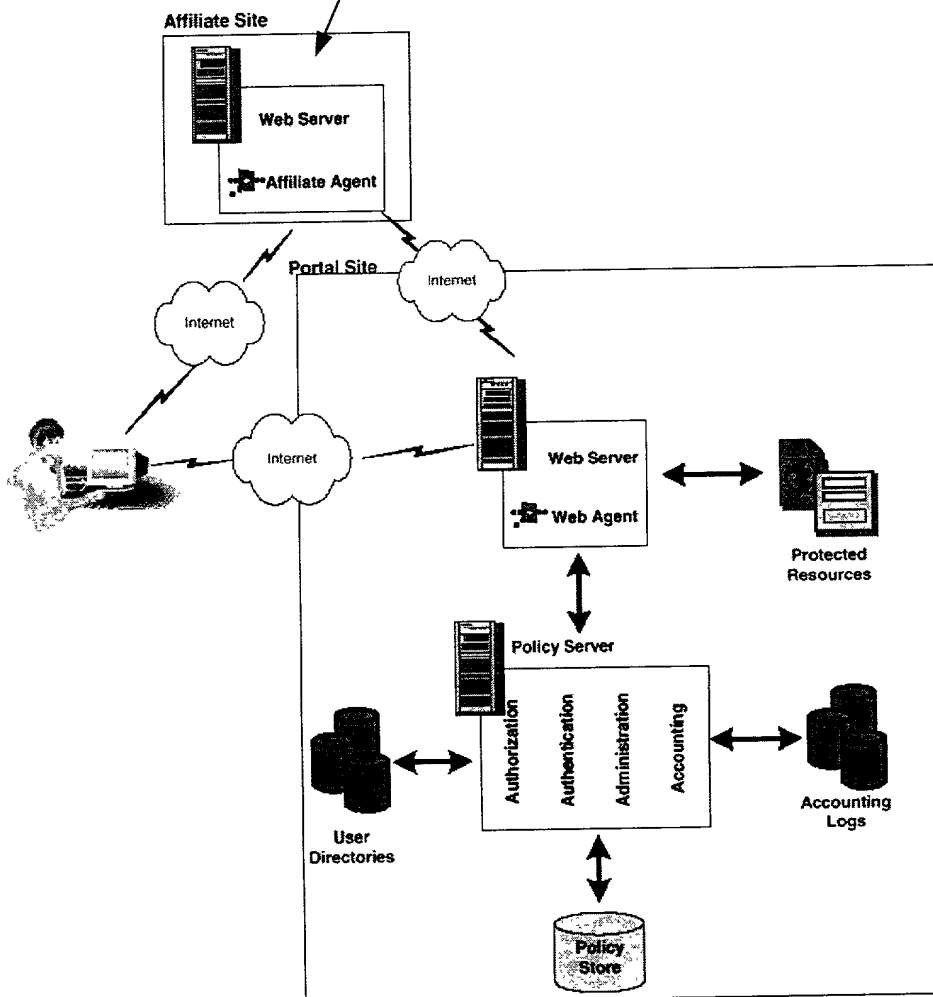 Affiliate Site
Web Server
Affiliate Agent
Portal Site
Internet
Internet
Internet
Web Server
Web Agent
Protected
Resources
Policy Server
Authorization
Authentication
Administration
Accounting
User
Directories
Accounting
Logs
Policy
Store